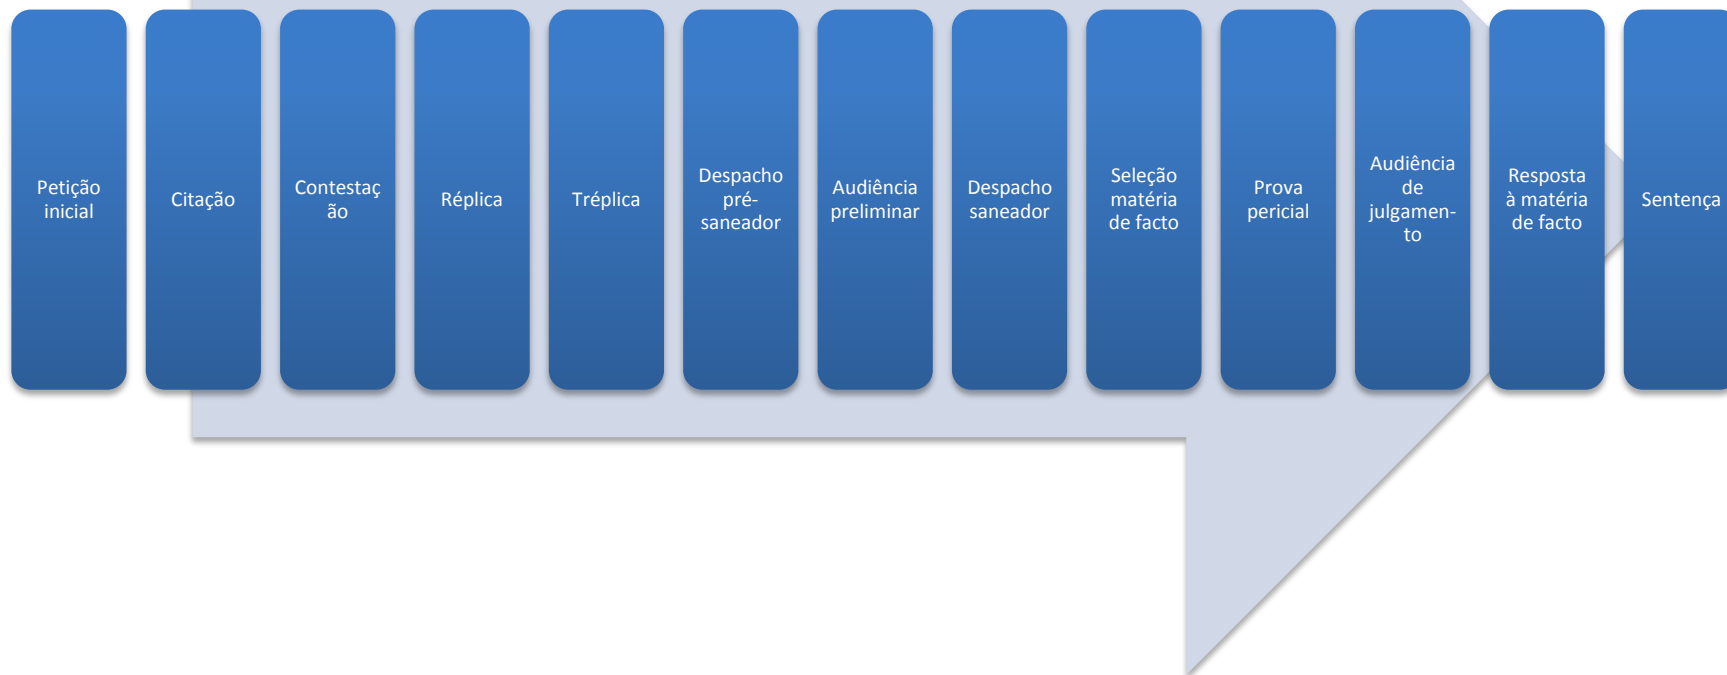 Petição
inicial
Citação
Contestaç
ão
Réplica
Tréplica
Despacho
pré-
saneador
Audiência
preliminar
Despacho
saneador
Seleção
matéria
de facto
Prova
pericial
Audiência
de
julgamen-
to
Resposta
à matéria
de facto
Sentença